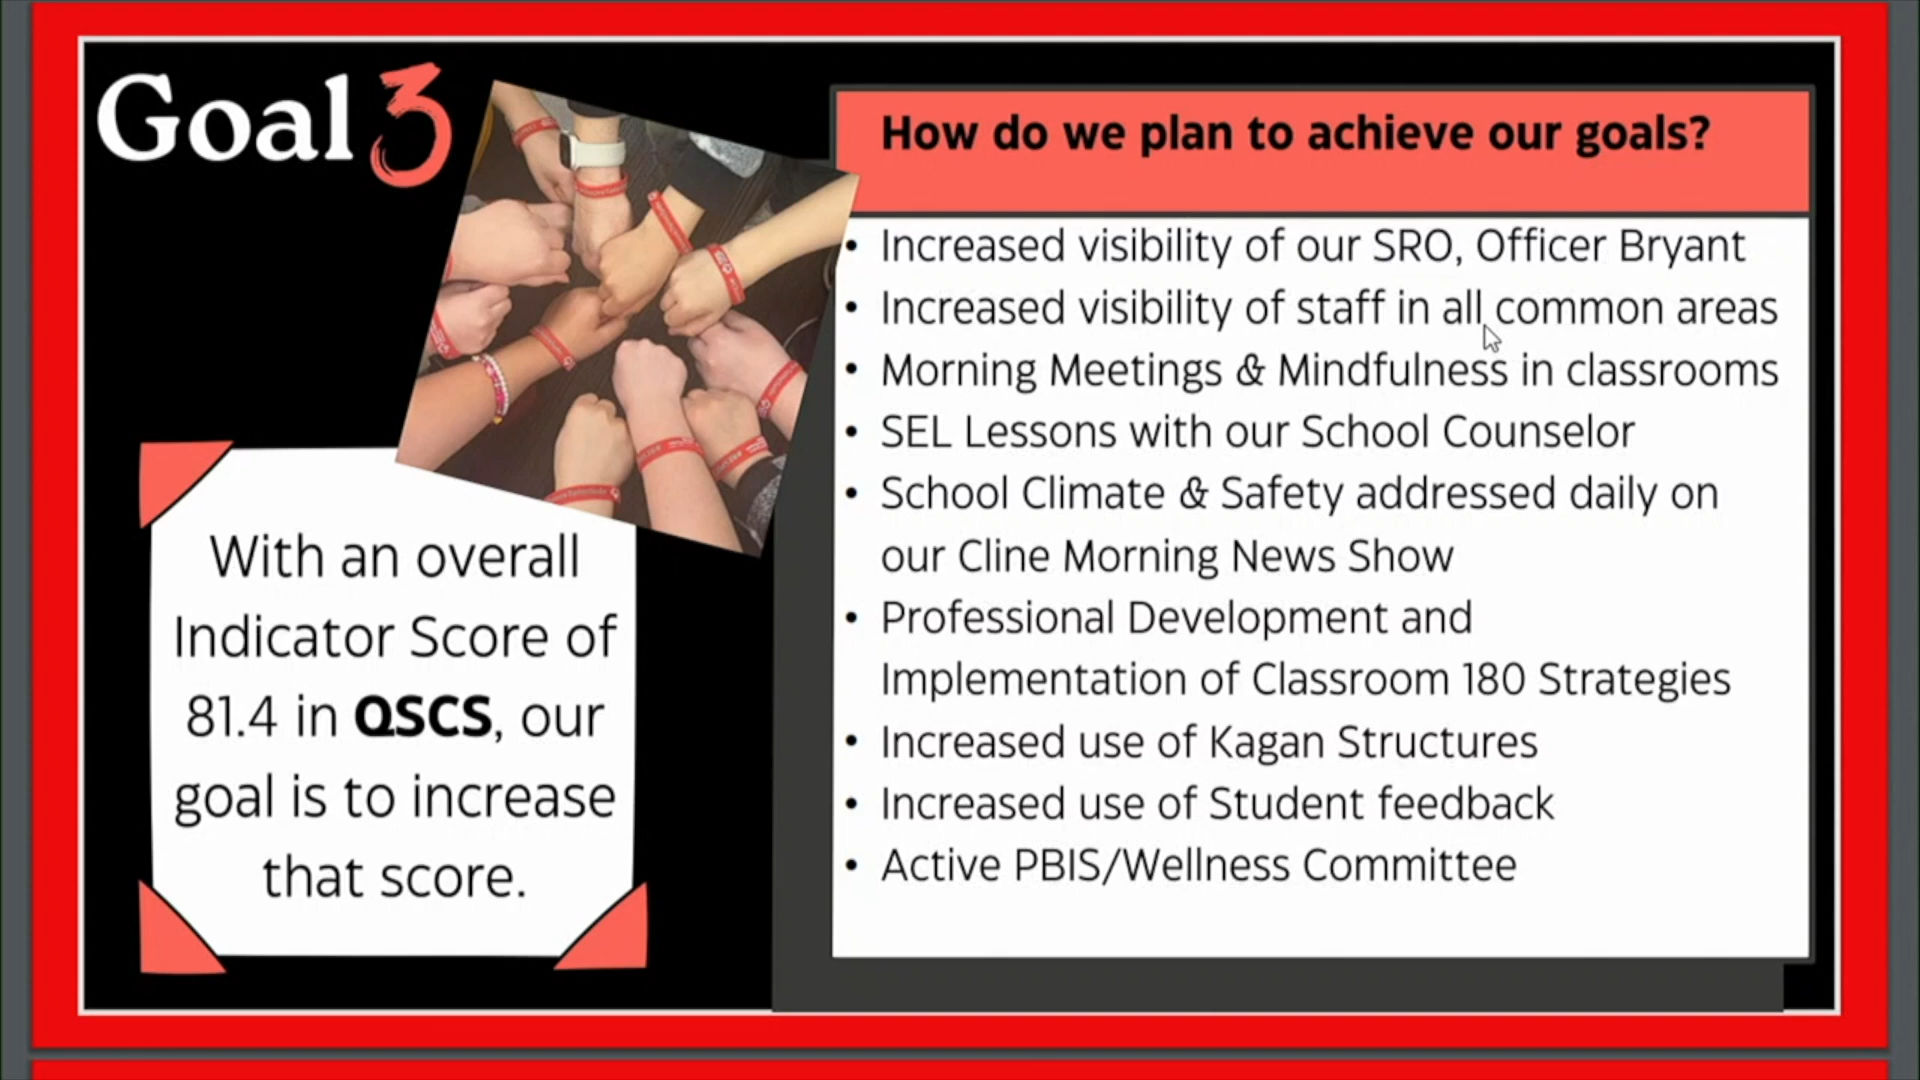 Goal 3
With an overall
Indicator Score of
81.4 in QSCS, our
goal is to increase
that score.
How do we plan to achieve our goals?
• Increased visibility of our SRO, Officer Bryant
• Increased visibility of staff in all common areas
• Morning Meetings & Mindfulness in classrooms
• SEL Lessons with our School Counselor
• School Climate & Safety addressed daily on
our Cline Morning News Show
• Professional Development and
Implementation of Classroom 180 Strategies
• Increased use of Kagan Structures
• Increased use of Student feedback
• Active PBIS/Wellness Committee